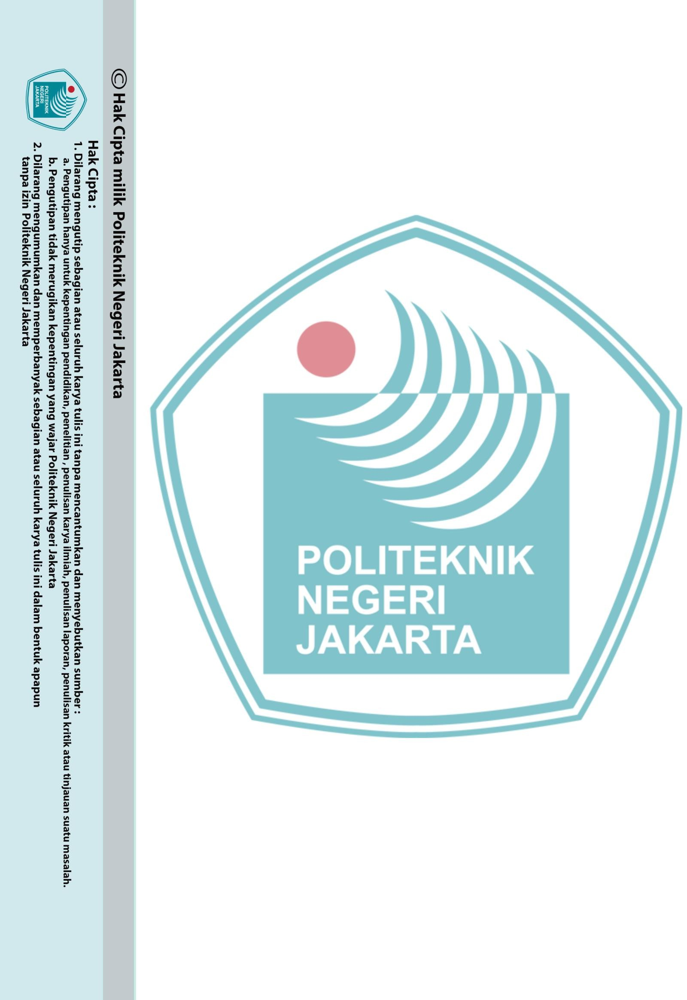 © Hak Cipta milik Politeknik Negeri Jakarta
Hak Cipta :
1. Dilarang mengutip sebagian atau seluruh karya tulis ini tanpa mencantumkan dan menyebutkan sumber :
a. Pengutipan hanya untuk kepentingan pendidikan, penelitian , penulisan karya ilmiah, penulisan laporan, penulisan kritik atau tinjauan suatu masalah.
b. Pengutipan tidak merugikan kepentingan yang wajar Politeknik Negeri Jakarta
2. Dilarang mengumumkan dan memperbanyak sebagian atau seluruh karya tulis ini dalam bentuk apapun
tanpa izin Politeknik Negeri Jakarta
POLITEKNIK
NEGERI
JAKARTA
POLITEKNIK
NEGERI
JAKARTA